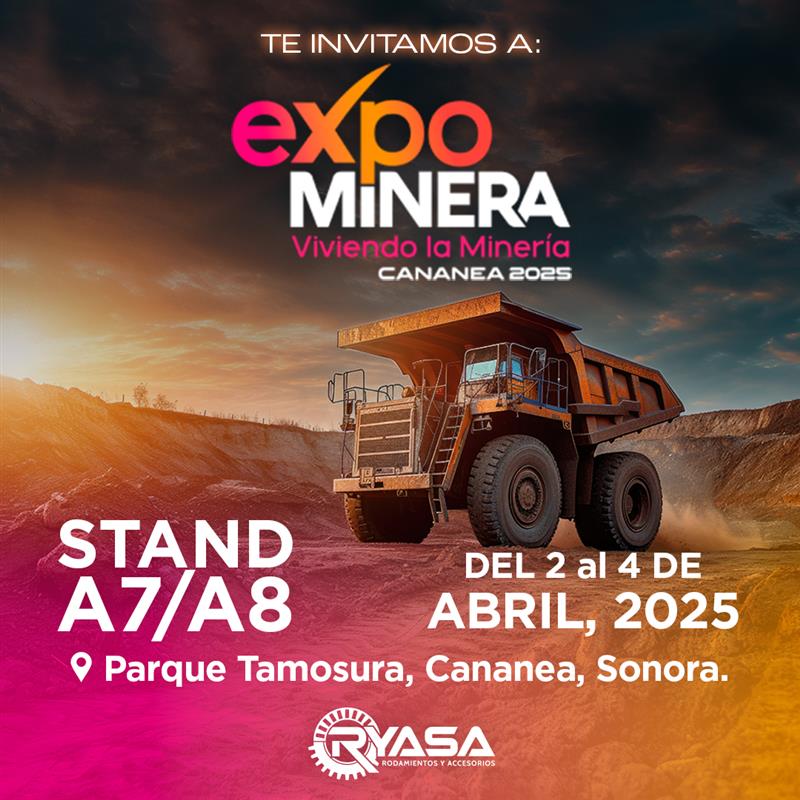 TE INVITAMOS A:
expo
MiNERA
Viviendo la Minería
CANANEA 2025
STAND
A7/A8
DEL 2 al 4 DE
ABRIL, 2025
Parque Tamosura, Cananea, Sonora.
RYASA
RODAMIENTOS Y ACCESORIOS